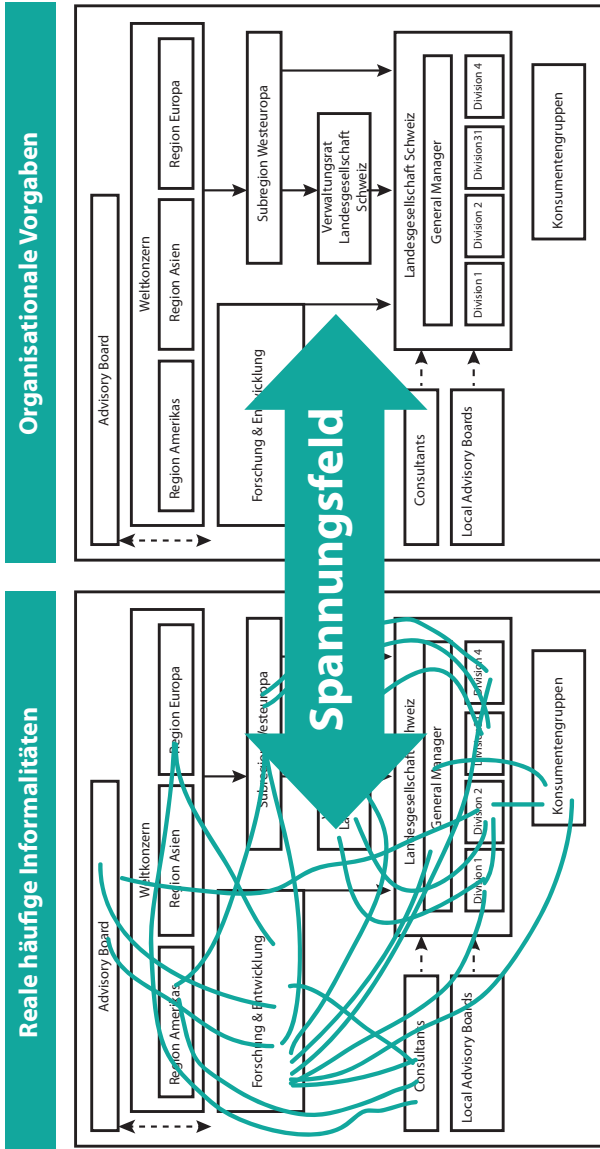 Reale häufige Informalitäten
Advisory Board
Weltkonzern
Region Amerikas
Region Asien
Region Europa
Forschung & Entwicklung
Subregion Westeuropa
Landesgesellschaft Schweiz
General Manager
Division 1
Division 2
Division 4
Consultants
Local Advisory Boards
Konsumentengruppen
Spannungsfeld
Organisationale Vorgaben
Advisory Board
Weltkonzern
Region Amerikas
Region Asien
Region Europa
Forschung & Entwicklung
Subregion Westeuropa
Verwaltungsrat
Landesgesellschaft
Schweiz
Landesgesellschaft Schweiz
General Manager
Division 1
Division 2
Division31
Division 4
Consultants
Local Advisory Boards
Konsumentengruppen